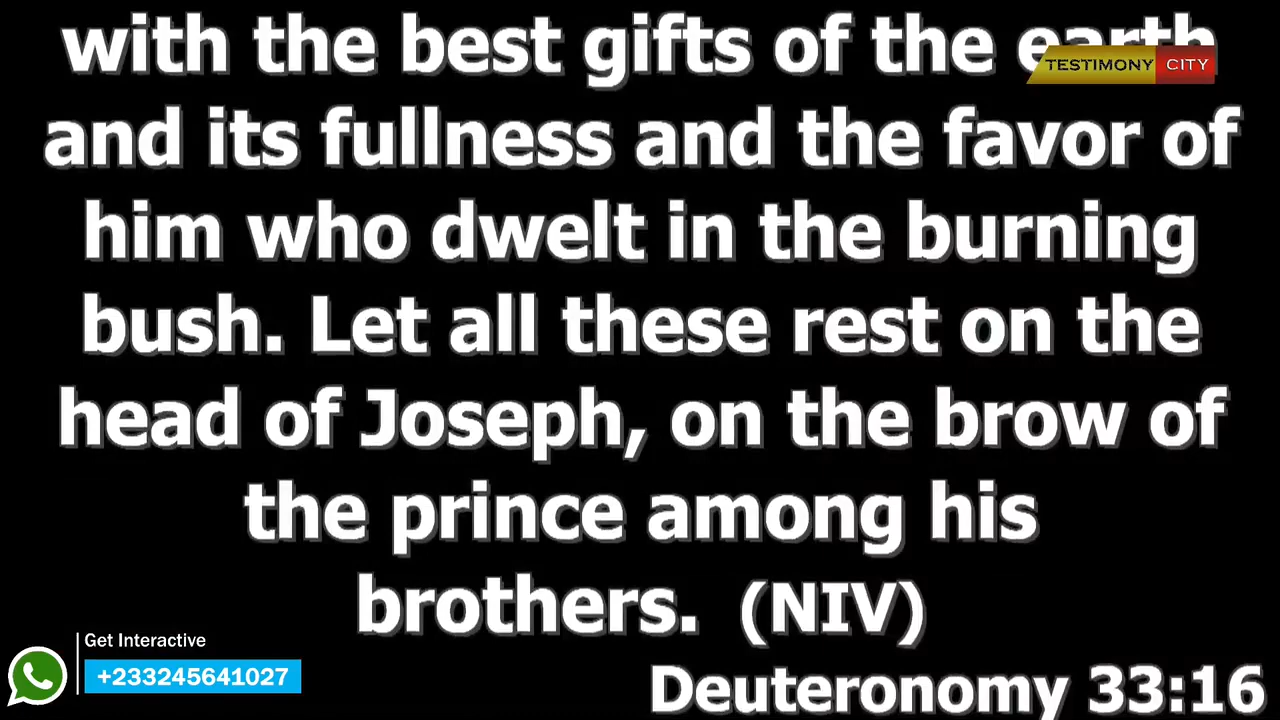 with the best gifts of the earth
TESTIMONY CITY
and its fullness and the favor of
him who dwelt in the burning
bush. Let all these rest on the
head of Joseph, on the brow of
the prince among his
brothers. (NIV)
Get Interactive
+233245641027
Deuteronomy 33:16